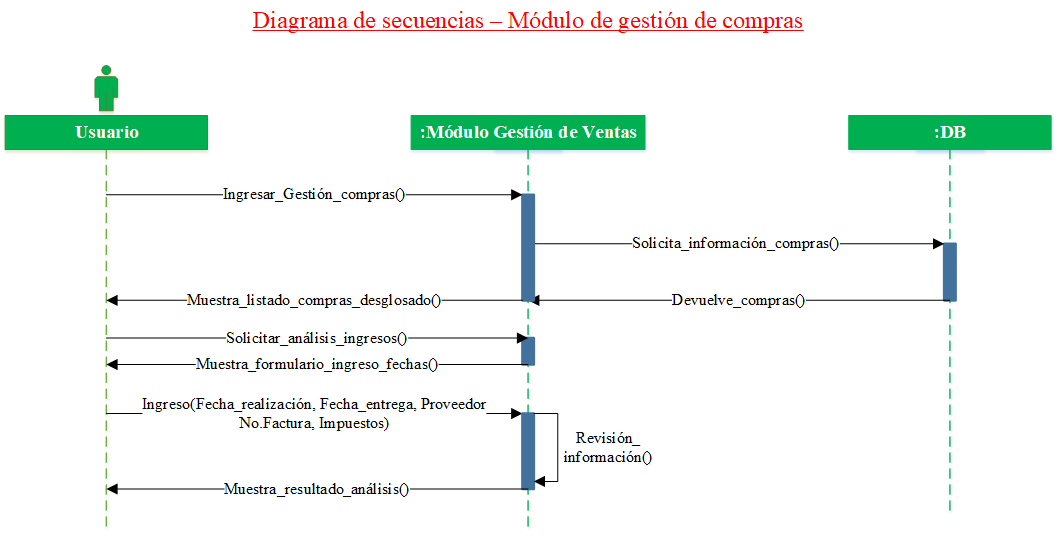 Diagrama de secuencias – Módulo de gestión de compras
Usuario
:Módulo Gestión de Ventas
:DB
Ingresar_Gestión_compras()
Solicita_información_compras()
Muestra_listado_compras_desglosado()
Devuelve_compras()
Solicitar_análisis_ingresos()
Muestra_formulario_ingreso_fechas()
Ingreso(Fecha_realización, Fecha_entrega, Proveedor
No.Factura, Impuestos)
Revisión_
información()
Muestra_resultado_análisis()